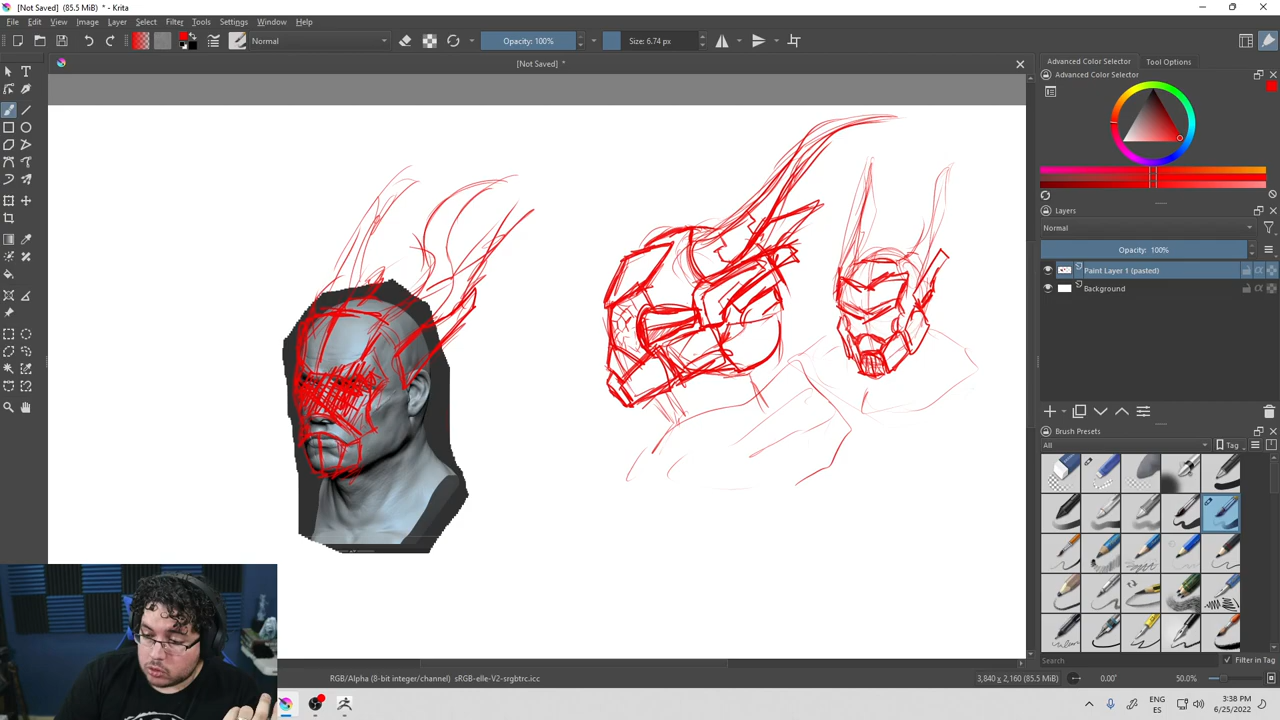 [Not Saved] (85.5 MiB) * - Krita
File Edit View Image Layer Select Filter Tools Settings Window Help
Normal
Opacity: 100%
Size: 6.74 px
[Not Saved] *
Advanced Color Selector
Tool Options
Advanced Color Selector
Layers
Normal
Opacity: 100%
Paint Layer 1 (pasted)
Background
Brush Presets
All
Tag
Search
Filter in Tag
RGB/Alpha (8-bit integer/channel) sRGB-elle-V2-srgbtrc.icc
3,840 x 2,160 (85.5 MiB)
0.00°
50.0%
ENG
ES
3:38 PM
6/25/2022